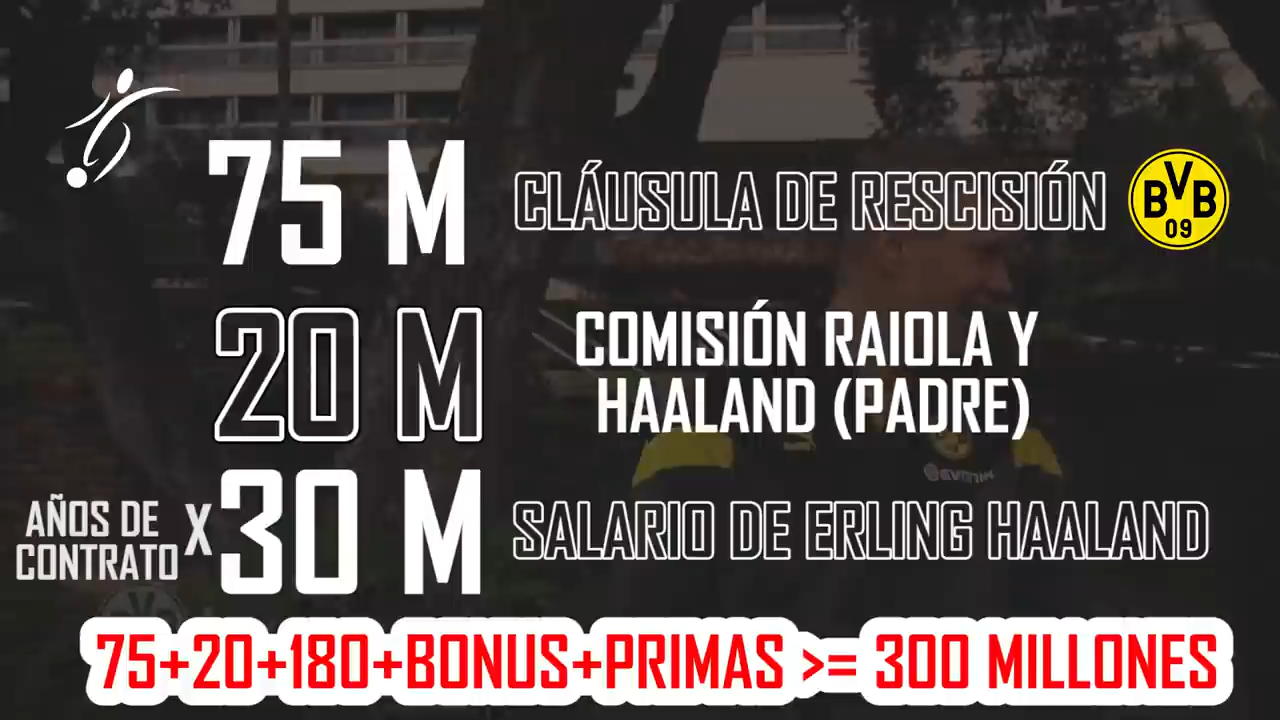 75 M CLÁUSULA DE RESCISIÓN BVB 09
20 M COMISIÓN RAIOLA Y
HAALAND (PADRE)
EVONIK
AÑOS DE
CONTRATO X 30 M SALARIO DE ERLING HAALAND
75+20+180+BONUS+PRIMAS >= 300 MILLONES